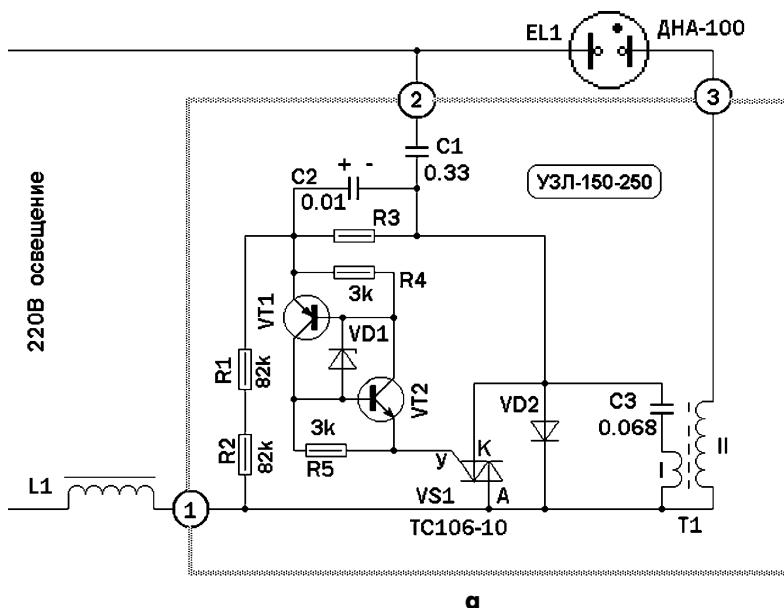 EL1
ДНА-100
2
3
C1
0.33
C2
+ -
0.01
УЗЛ-150-250
R3
220В освещение
R4
3k
VT1
VD1
R1
82k
VT2
VD2
C3
0.068
3k
R2
82k
R5
У
К
I
II
L1
1
VS1
А
T1
ТС106-10
а